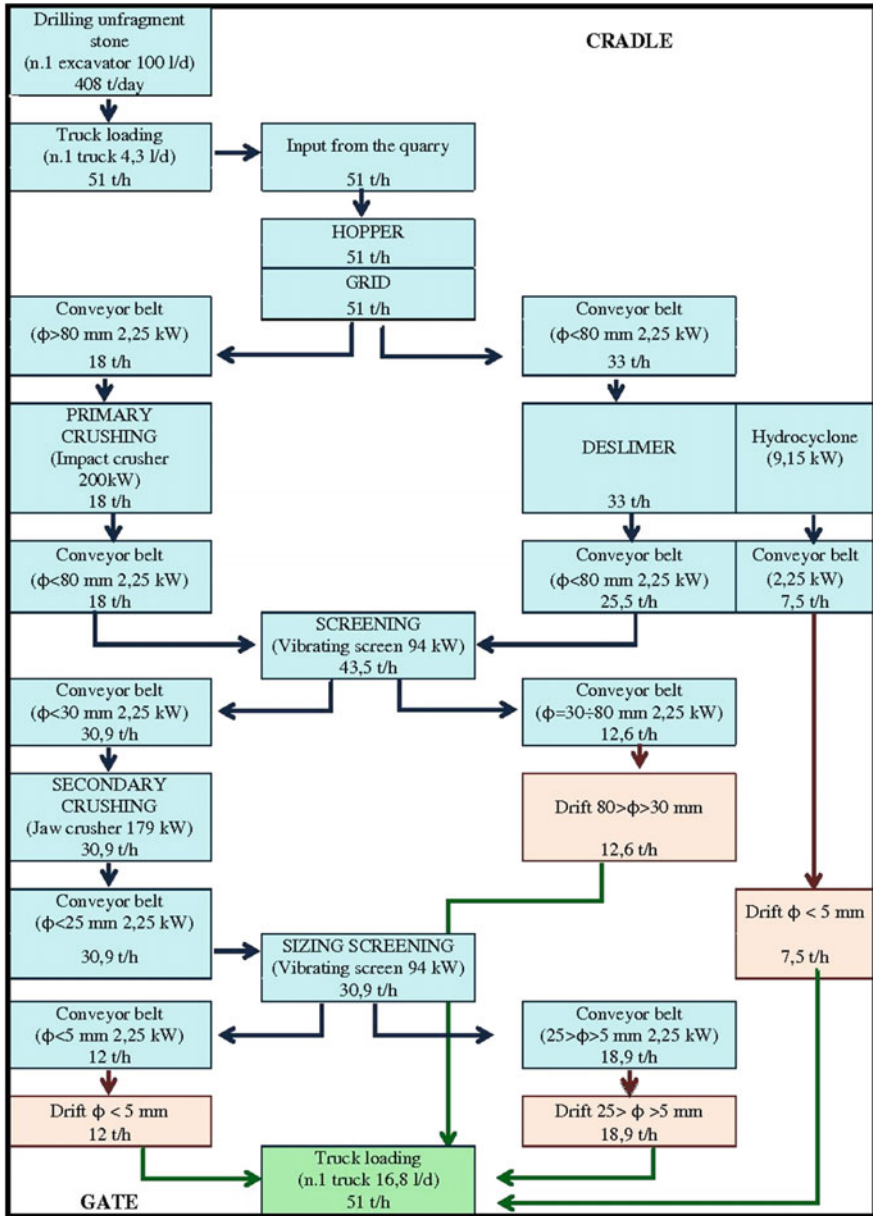 Drilling unfragment
stone
(n.1 excavator 100 l/d)
408 t/day
CRADLE
Truck loading
(n.1 truck 4,3 l/d)
51 t/h
Input from the quarry
51 t/h
HOPPER
51 t/h
GRID
51 t/h
Conveyor belt
(ϕ>80 mm 2,25 kW)
18 t/h
Conveyor belt
(ϕ<80 mm 2,25 kW)
33 t/h
PRIMARY
CRUSHING
(Impact crusher
200kW)
18 t/h
DESLIMER
33 t/h
Hydrocyclone
(9,15 kW)
Conveyor belt
(ϕ<80 mm 2,25 kW)
18 t/h
Conveyor belt
(ϕ<80 mm 2,25 kW)
25,5 t/h
Conveyor belt
(2,25 kW)
7,5 t/h
SCREENING
(Vibrating screen 94 kW)
43,5 t/h
Conveyor belt
(ϕ<30 mm 2,25 kW)
30,9 t/h
Conveyor belt
(ϕ=30÷80 mm 2,25 kW)
12,6 t/h
SECONDARY
CRUSHING
(Jaw crusher 179 kW)
30,9 t/h
Drift 80>ϕ>30 mm
12,6 t/h
Conveyor belt
(ϕ<25 mm 2,25 kW)
30,9 t/h
SIZING SCREENING
(Vibrating screen 94 kW)
30,9 t/h
Drift ϕ < 5 mm
7,5 t/h
Conveyor belt
(ϕ<5 mm 2,25 kW)
12 t/h
Conveyor belt
(25>ϕ>5 mm 2,25 kW)
18,9 t/h
Drift ϕ < 5 mm
12 t/h
Drift 25> ϕ >5 mm
18,9 t/h
Truck loading
(n.1 truck 16,8 l/d)
51 t/h
GATE